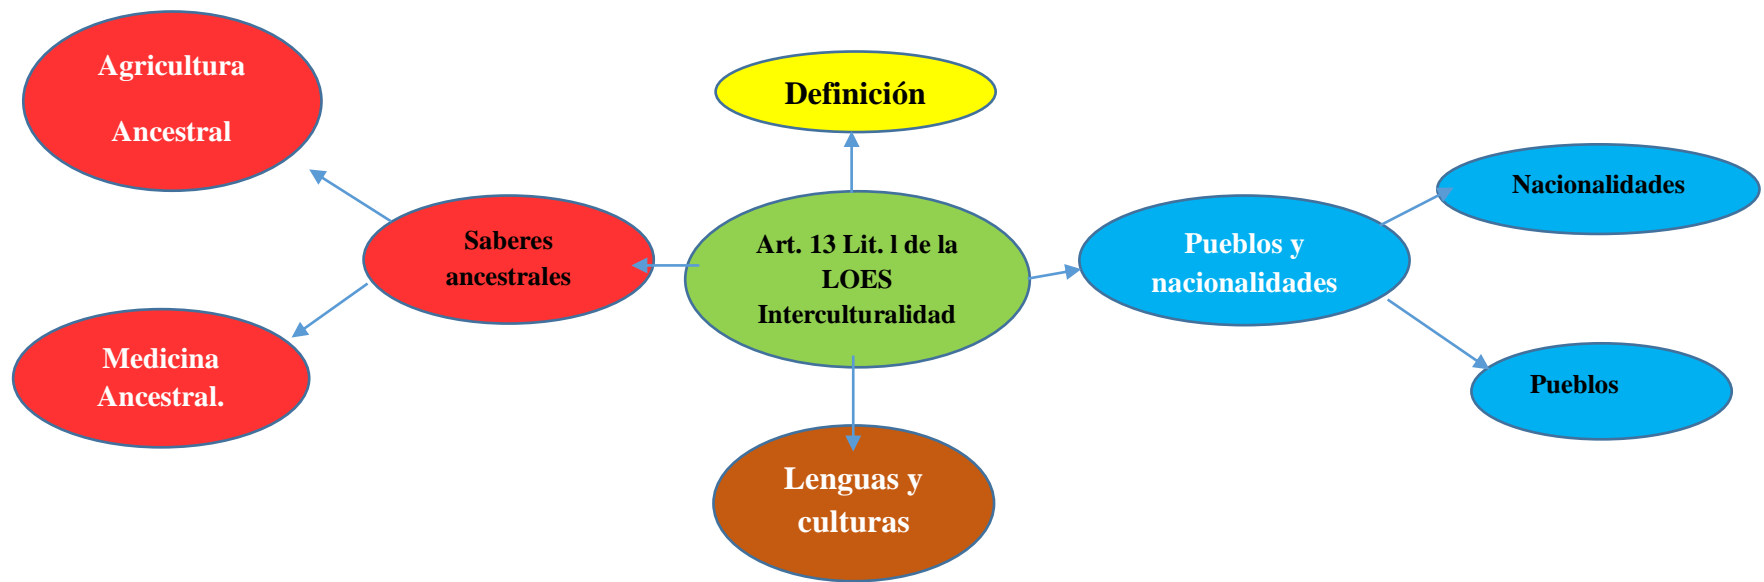 Agricultura
Ancestral
Definición
Nacionalidades
Saberes
ancestrales
Art. 13 Lit. l de la
LOES
Interculturalidad
Pueblos y
nacionalidades
Medicina
Ancestral.
Pueblos
Lenguas y
culturas